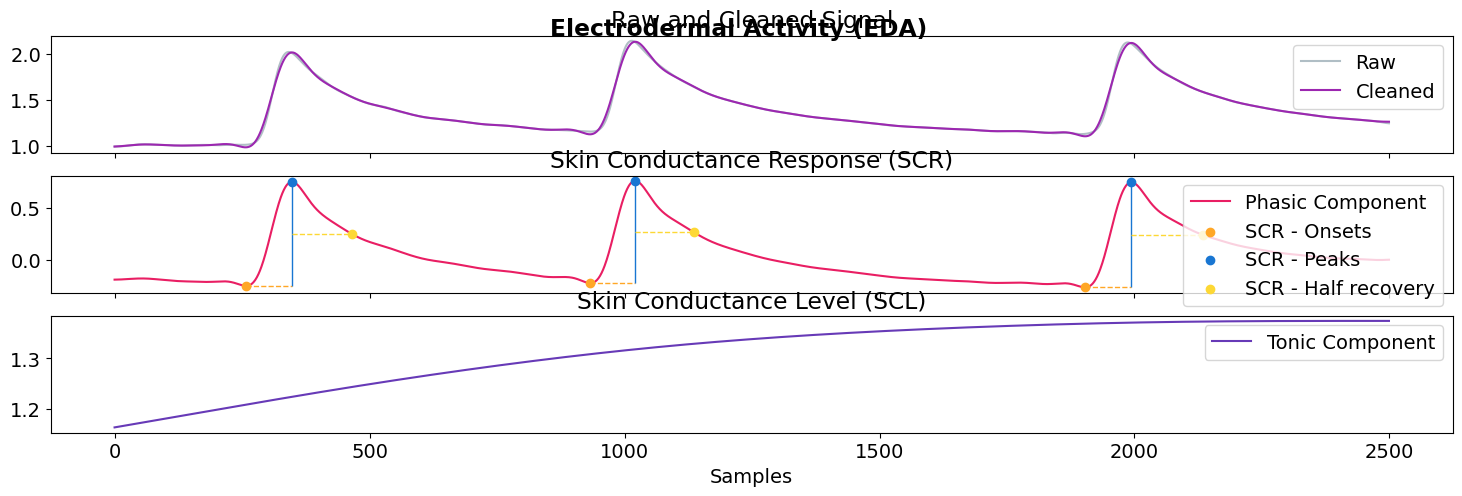 Raw and Cleaned Signal
Electrodermal Activity (EDA)
2.0
1.5
1.0
Raw
Cleaned
Skin Conductance Response (SCR)
0.5
0.0
Phasic Component
SCR - Onsets
SCR - Peaks
SCR - Half recovery
Skin Conductance Level (SCL)
1.3
1.2
Tonic Component
0 500 1000 1500 2000 2500
Samples